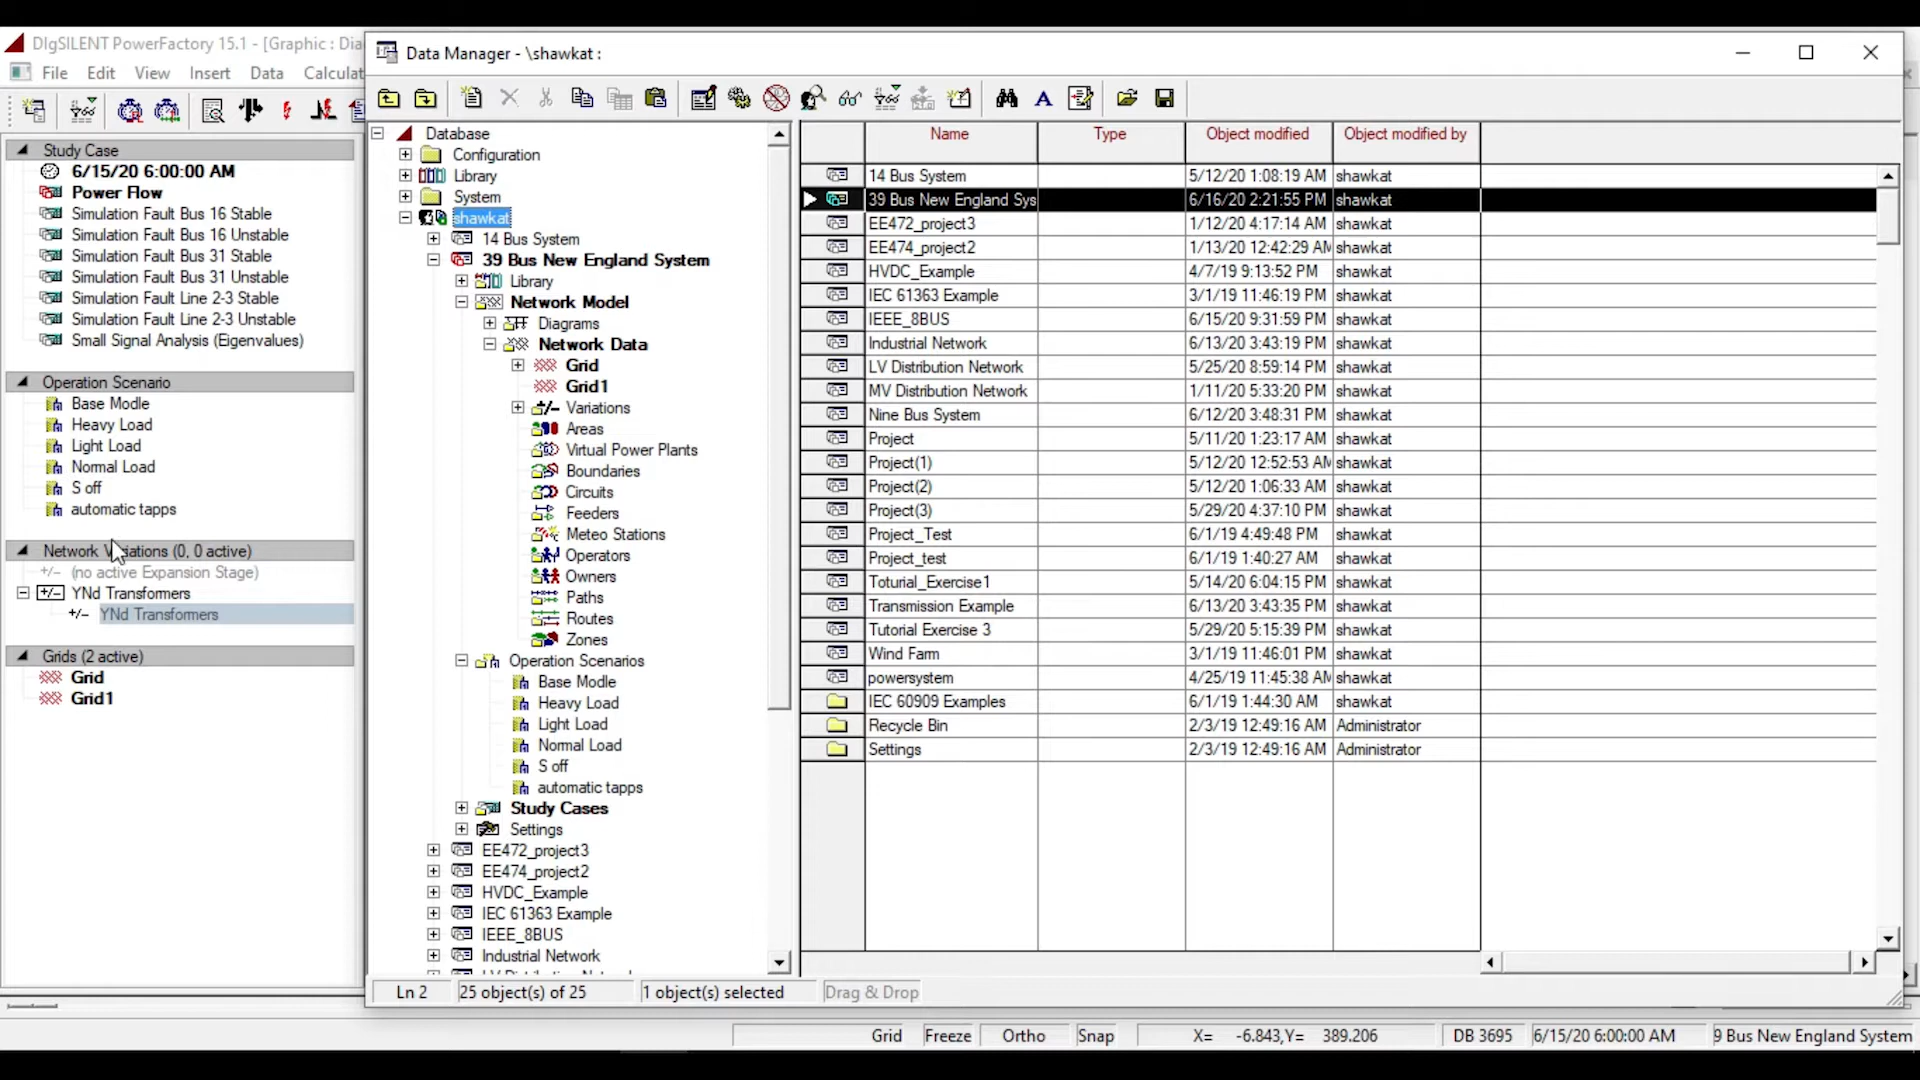 DIgSILENT PowerFactory 15.1 - [Graphic : Dia
File Edit View Insert Data Calculat
Study Case
6/15/20 6:00:00 AM
Power Flow
Simulation Fault Bus 16 Stable
Simulation Fault Bus 16 Unstable
Simulation Fault Bus 31 Stable
Simulation Fault Bus 31 Unstable
Simulation Fault Line 2-3 Stable
Simulation Fault Line 2-3 Unstable
Small Signal Analysis (Eigenvalues)
Operation Scenario
Base Modle
Heavy Load
Light Load
Normal Load
S off
automatic tapps
Network Variations (0, 0 active)
(no active Expansion Stage)
YNd Transformers
YNd Transformers
Grids (2 active)
Grid
Grid1
Data Manager - \shawkat :
Database
Configuration
Library
System
shawkat
14 Bus System
39 Bus New England System
Library
Network Model
Diagrams
Network Data
Grid
Grid1
Variations
Areas
Virtual Power Plants
Boundaries
Circuits
Feeders
Meteo Stations
Operators
Owners
Paths
Routes
Zones
Operation Scenarios
Base Modle
Heavy Load
Light Load
Normal Load
S off
automatic tapps
Study Cases
Settings
EE472_project3
EE474_project2
HVDC_Example
IEC 61363 Example
IEEE_8BUS
Industrial Network
Name Type Object modified Object modified by
14 Bus System 5/12/20 1:08:19 AM shawkat
39 Bus New England Sys 6/16/20 2:21:55 PM shawkat
EE472_project3 1/12/20 4:17:14 AM shawkat
EE474_project2 1/13/20 12:42:29 AM shawkat
HVDC_Example 4/7/19 9:13:52 PM shawkat
IEC 61363 Example 3/1/19 11:46:19 PM shawkat
IEEE_8BUS 6/15/20 9:31:59 PM shawkat
Industrial Network 6/13/20 3:43:19 PM shawkat
LV Distribution Network 5/25/20 8:59:14 PM shawkat
MV Distribution Network 1/11/20 5:33:20 PM shawkat
Nine Bus System 6/12/20 3:48:31 PM shawkat
Project 5/11/20 1:23:17 AM shawkat
Project(1) 5/12/20 12:52:53 AM shawkat
Project(2) 5/12/20 1:06:33 AM shawkat
Project(3) 5/29/20 4:37:10 PM shawkat
Project_Test 6/1/19 4:49:48 PM shawkat
Project_test 6/1/19 1:40:27 AM shawkat
Toturial_Exercise1 5/14/20 6:04:15 PM shawkat
Transmission Example 6/13/20 3:43:35 PM shawkat
Tutorial Exercise 3 5/29/20 5:15:39 PM shawkat
Wind Farm 3/1/19 11:46:01 PM shawkat
powersystem 4/25/19 11:45:38 AM shawkat
IEC 60909 Examples 6/1/19 1:44:30 AM shawkat
Recycle Bin 2/3/19 12:49:16 AM Administrator
Settings 2/3/19 12:49:16 AM Administrator
Ln 2 25 object(s) of 25 1 object(s) selected Drag & Drop
Grid Freeze Ortho Snap X= -6.843,Y= 389.206 DB 3695 6/15/20 6:00:00 AM 9 Bus New England System